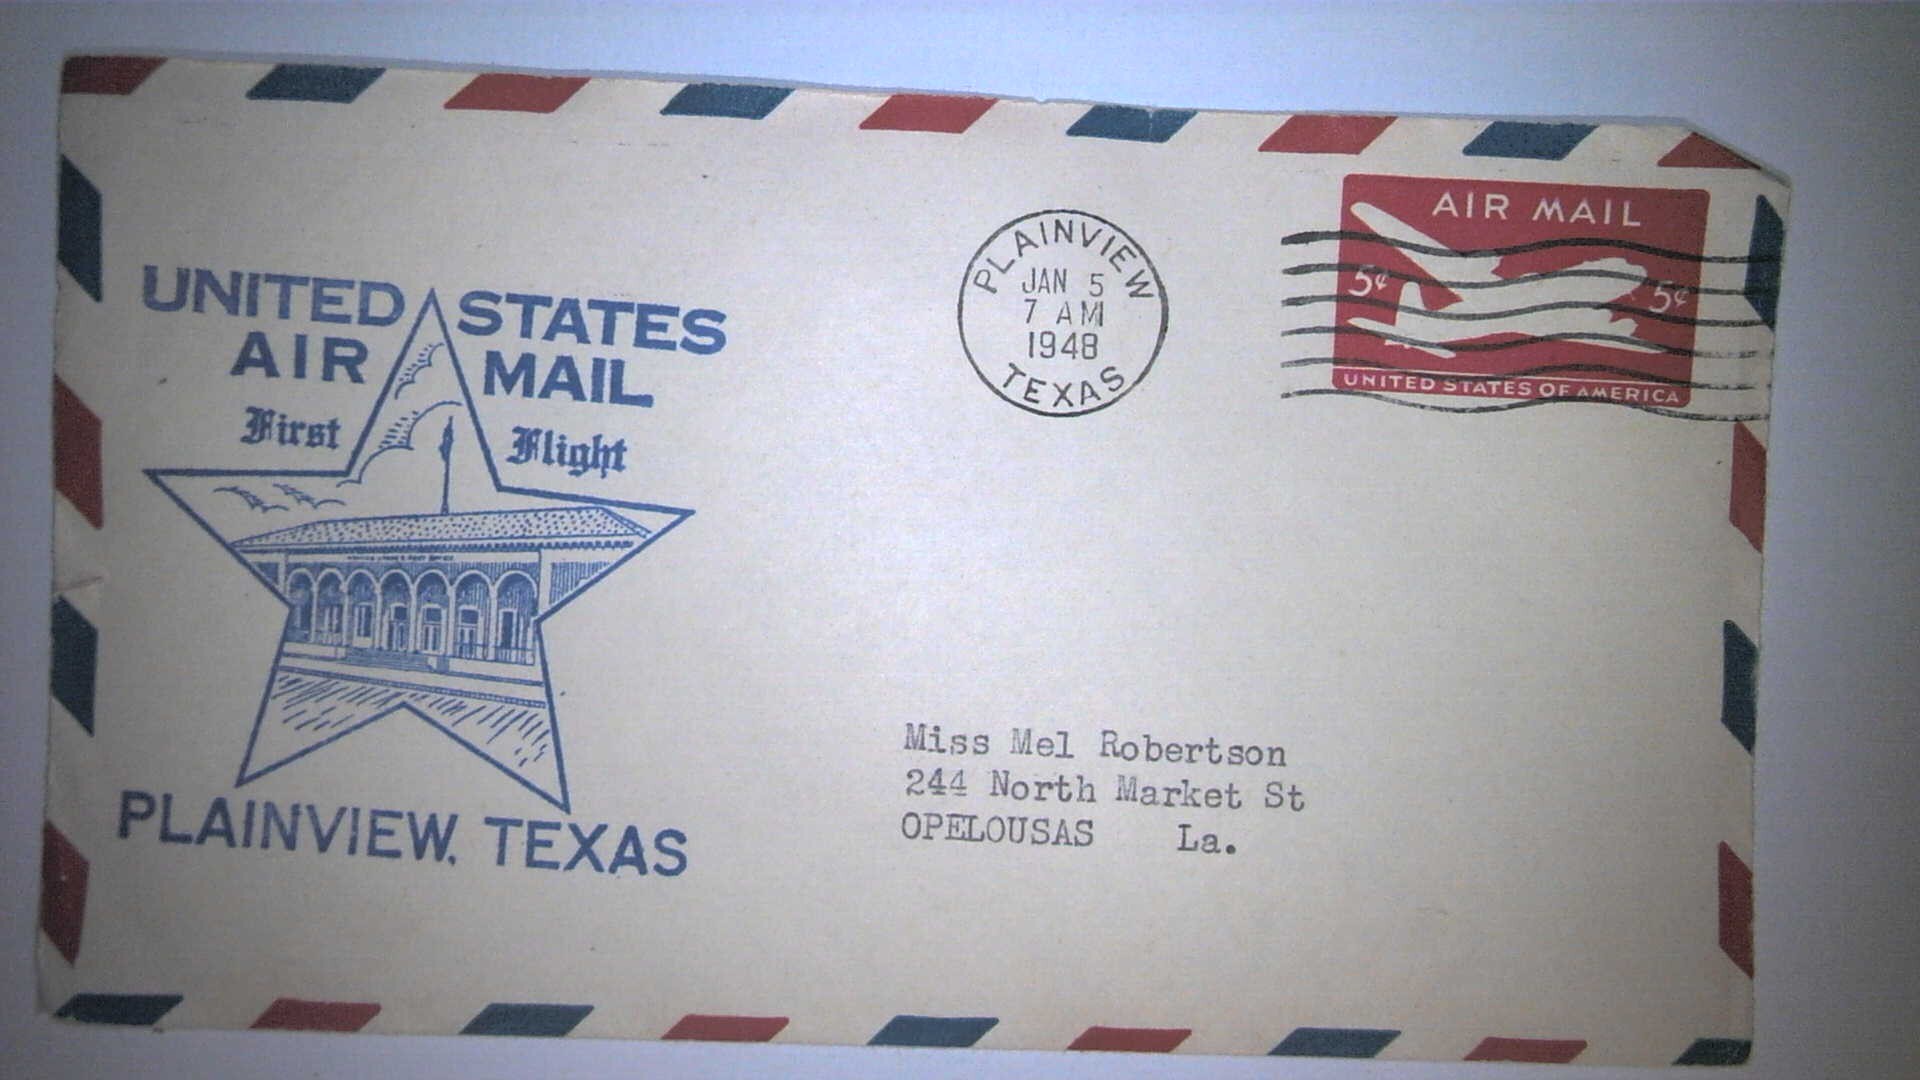 UNITED STATES
AIR MAIL
First Flight
PLAINVIEW, TEXAS
PLAINVIEW
JAN 5
7 AM
1948
TEXAS
AIR MAIL
5¢ 5¢
UNITED STATES OF AMERICA
Miss Mel Robertson
244 North Market St
OPELOUSAS La.